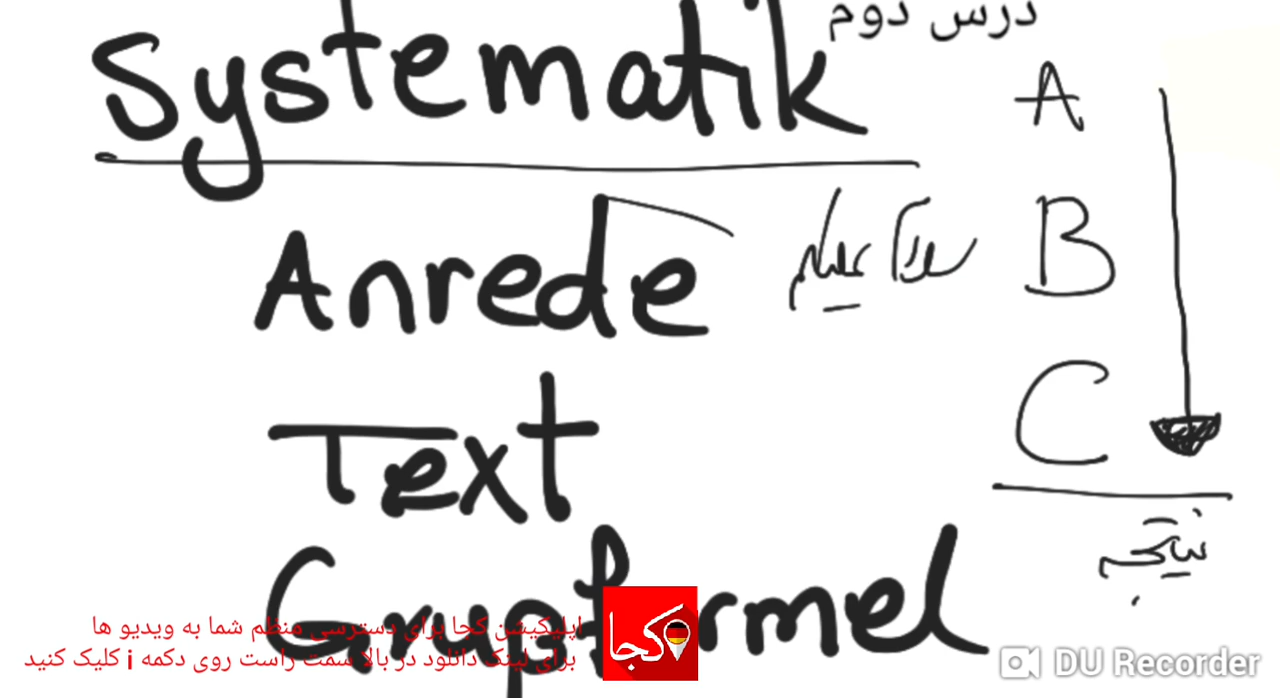 درس دوم
Systematik
A
Anrede
سلام علیکم
B
Text
C
نتیجه
Grupformel
اپلیکیشن کجا برای دسترسی منظم شما به ویدیو ها
برای لینک دانلود در بالا سمت راست روی دکمه i کلیک کنید
کجا
DU Recorder